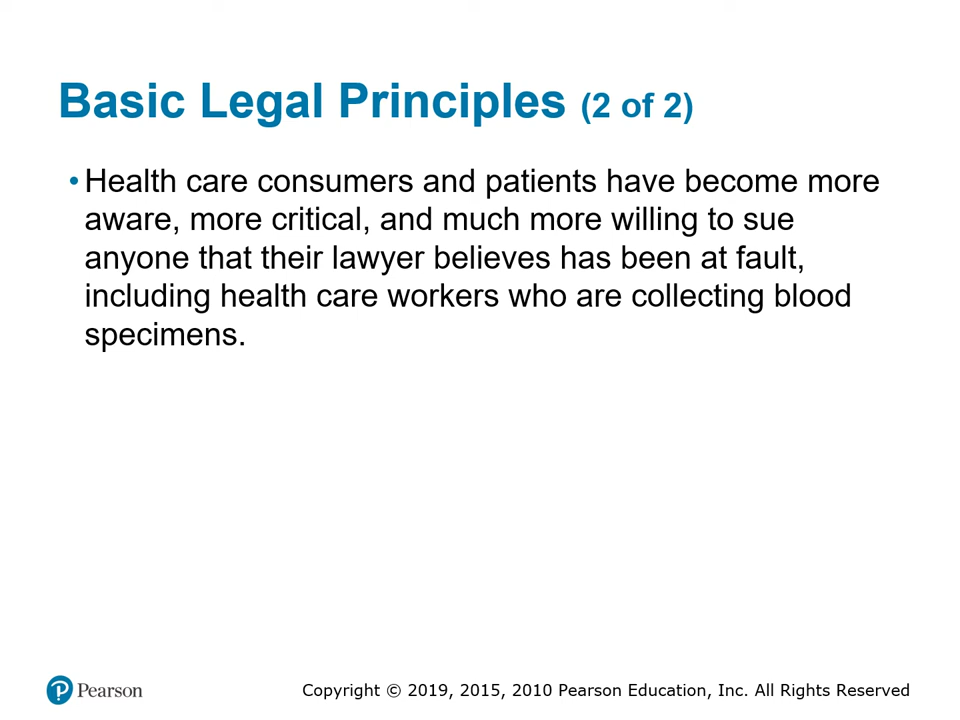 Basic Legal Principles (2 of 2)
• Health care consumers and patients have become more
aware, more critical, and much more willing to sue
anyone that their lawyer believes has been at fault,
including health care workers who are collecting blood
specimens.
Pearson
Copyright © 2019, 2015, 2010 Pearson Education, Inc. All Rights Reserved